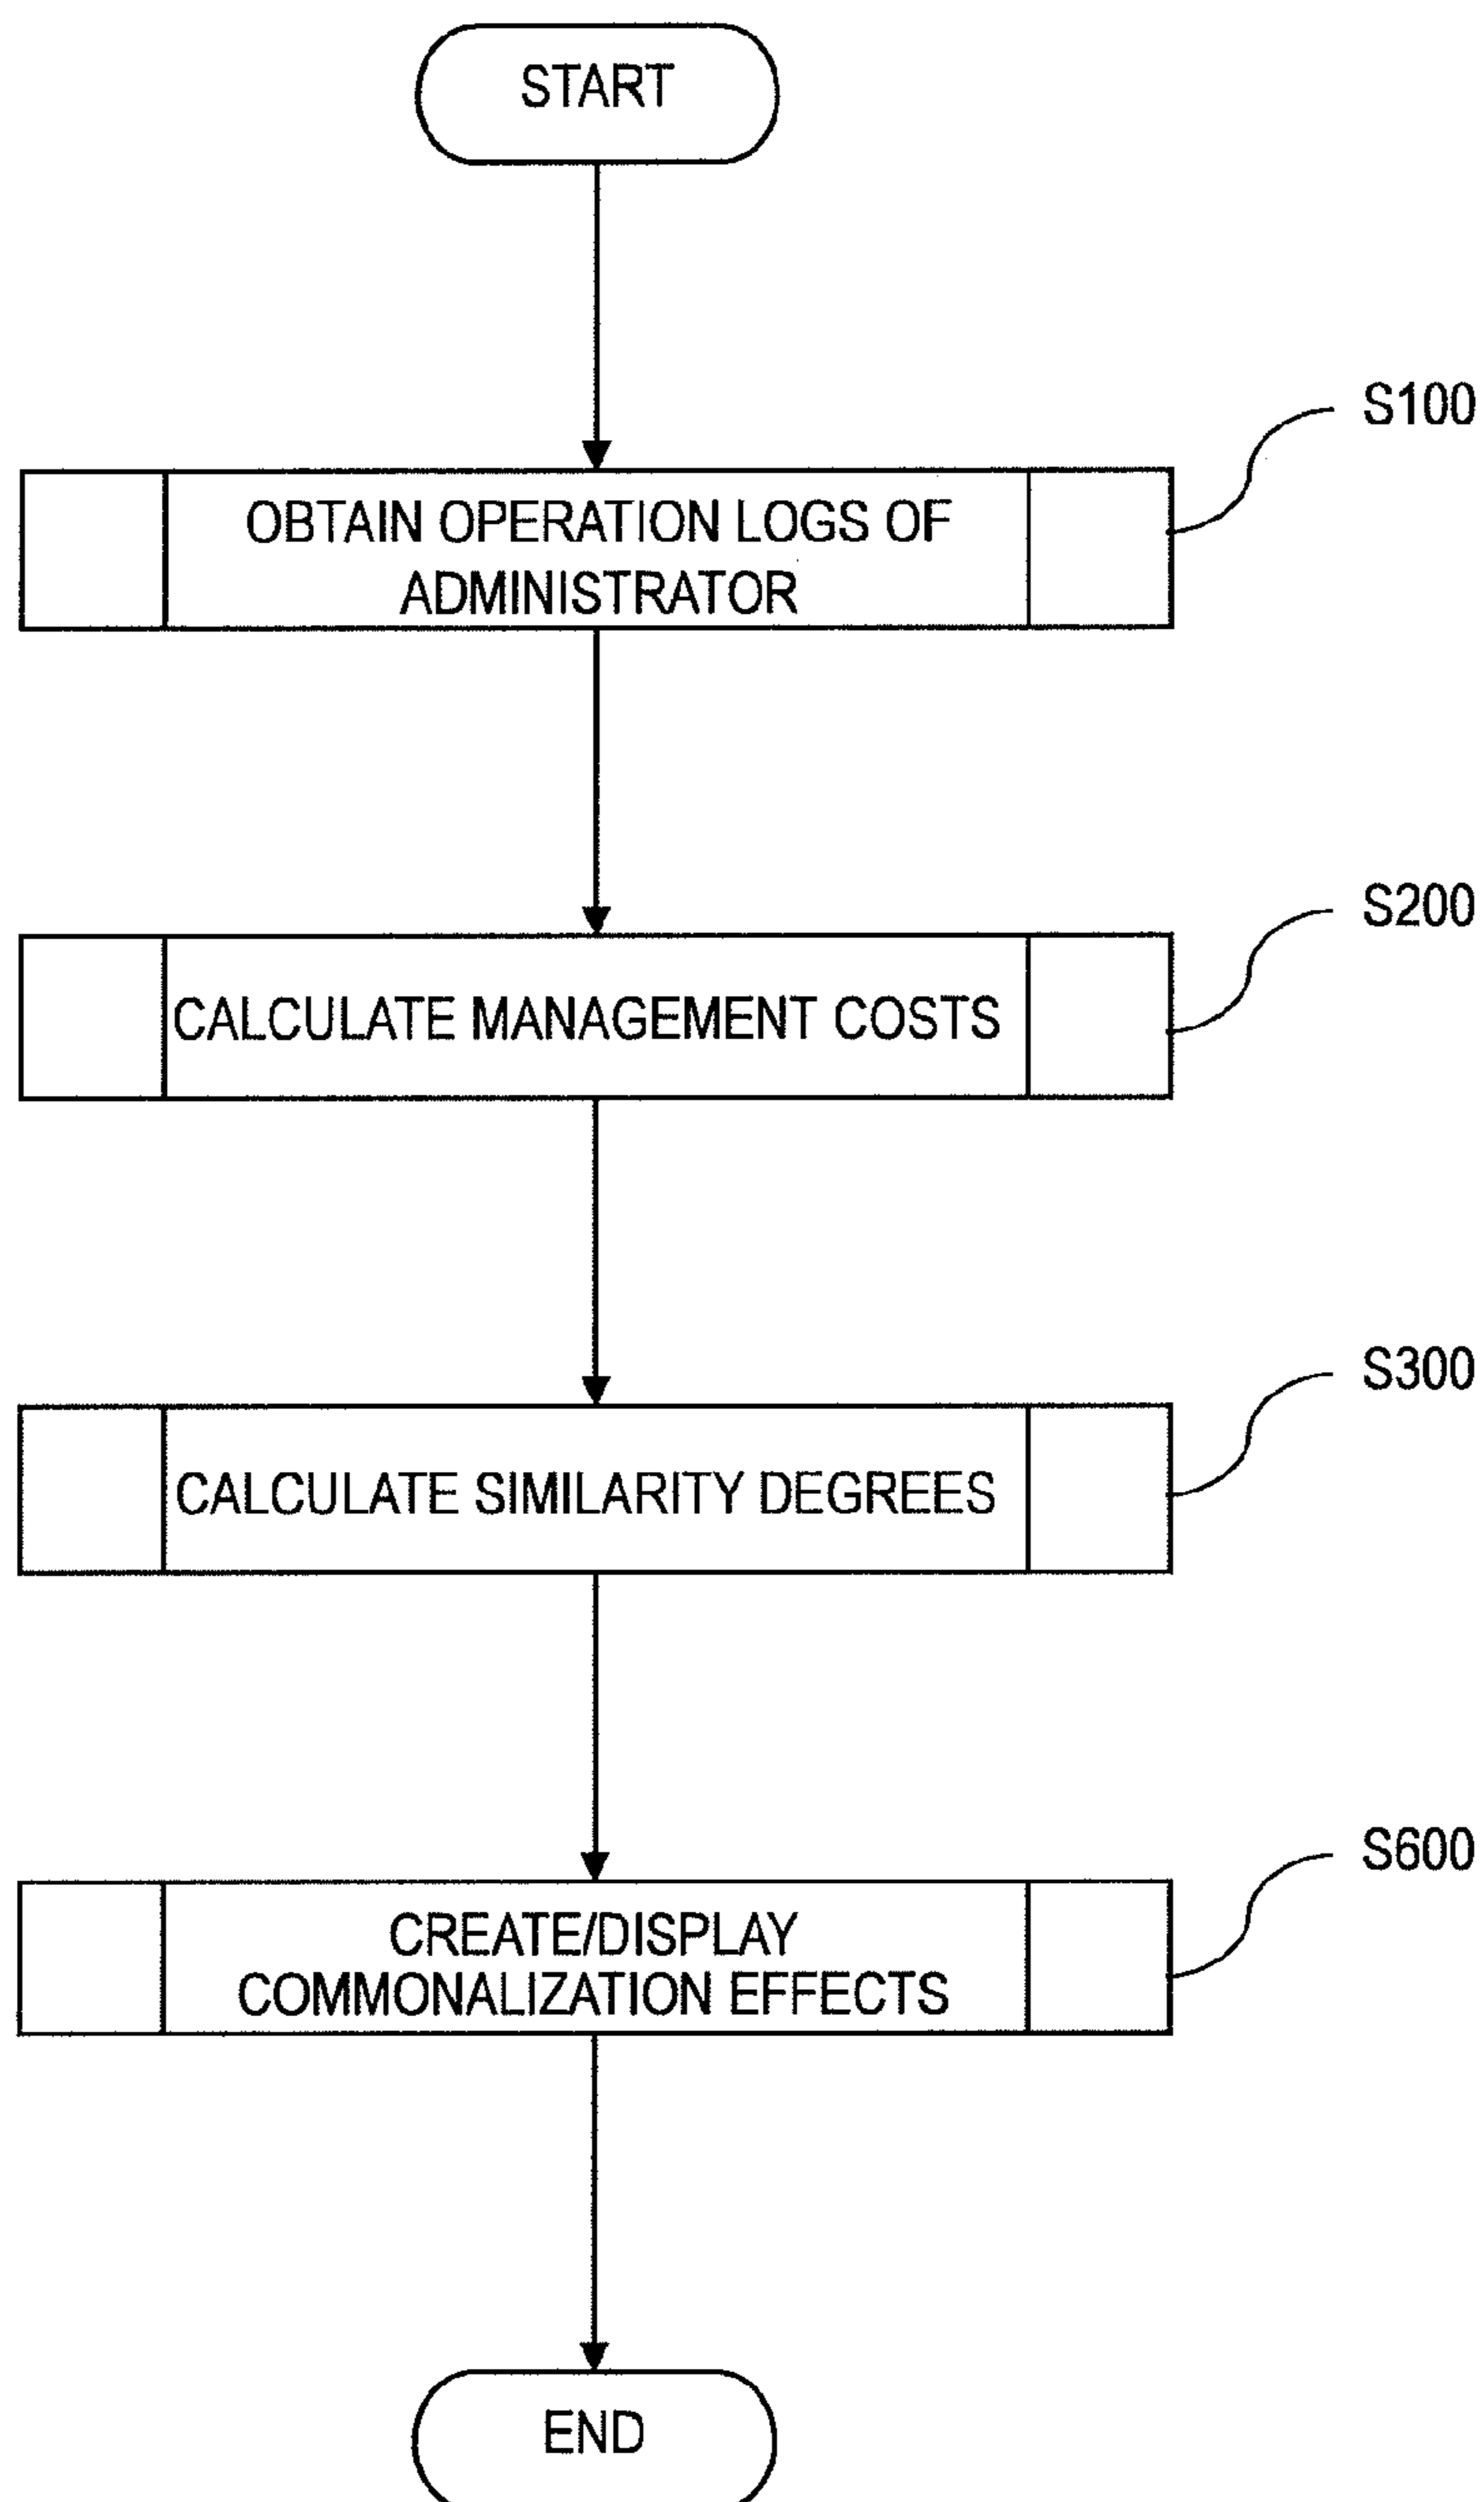 START
S100
OBTAIN OPERATION LOGS OF
ADMINISTRATOR
S200
CALCULATE MANAGEMENT COSTS
S300
CALCULATE SIMILARITY DEGREES
S600
CREATE/DISPLAY
COMMONALIZATION EFFECTS
END